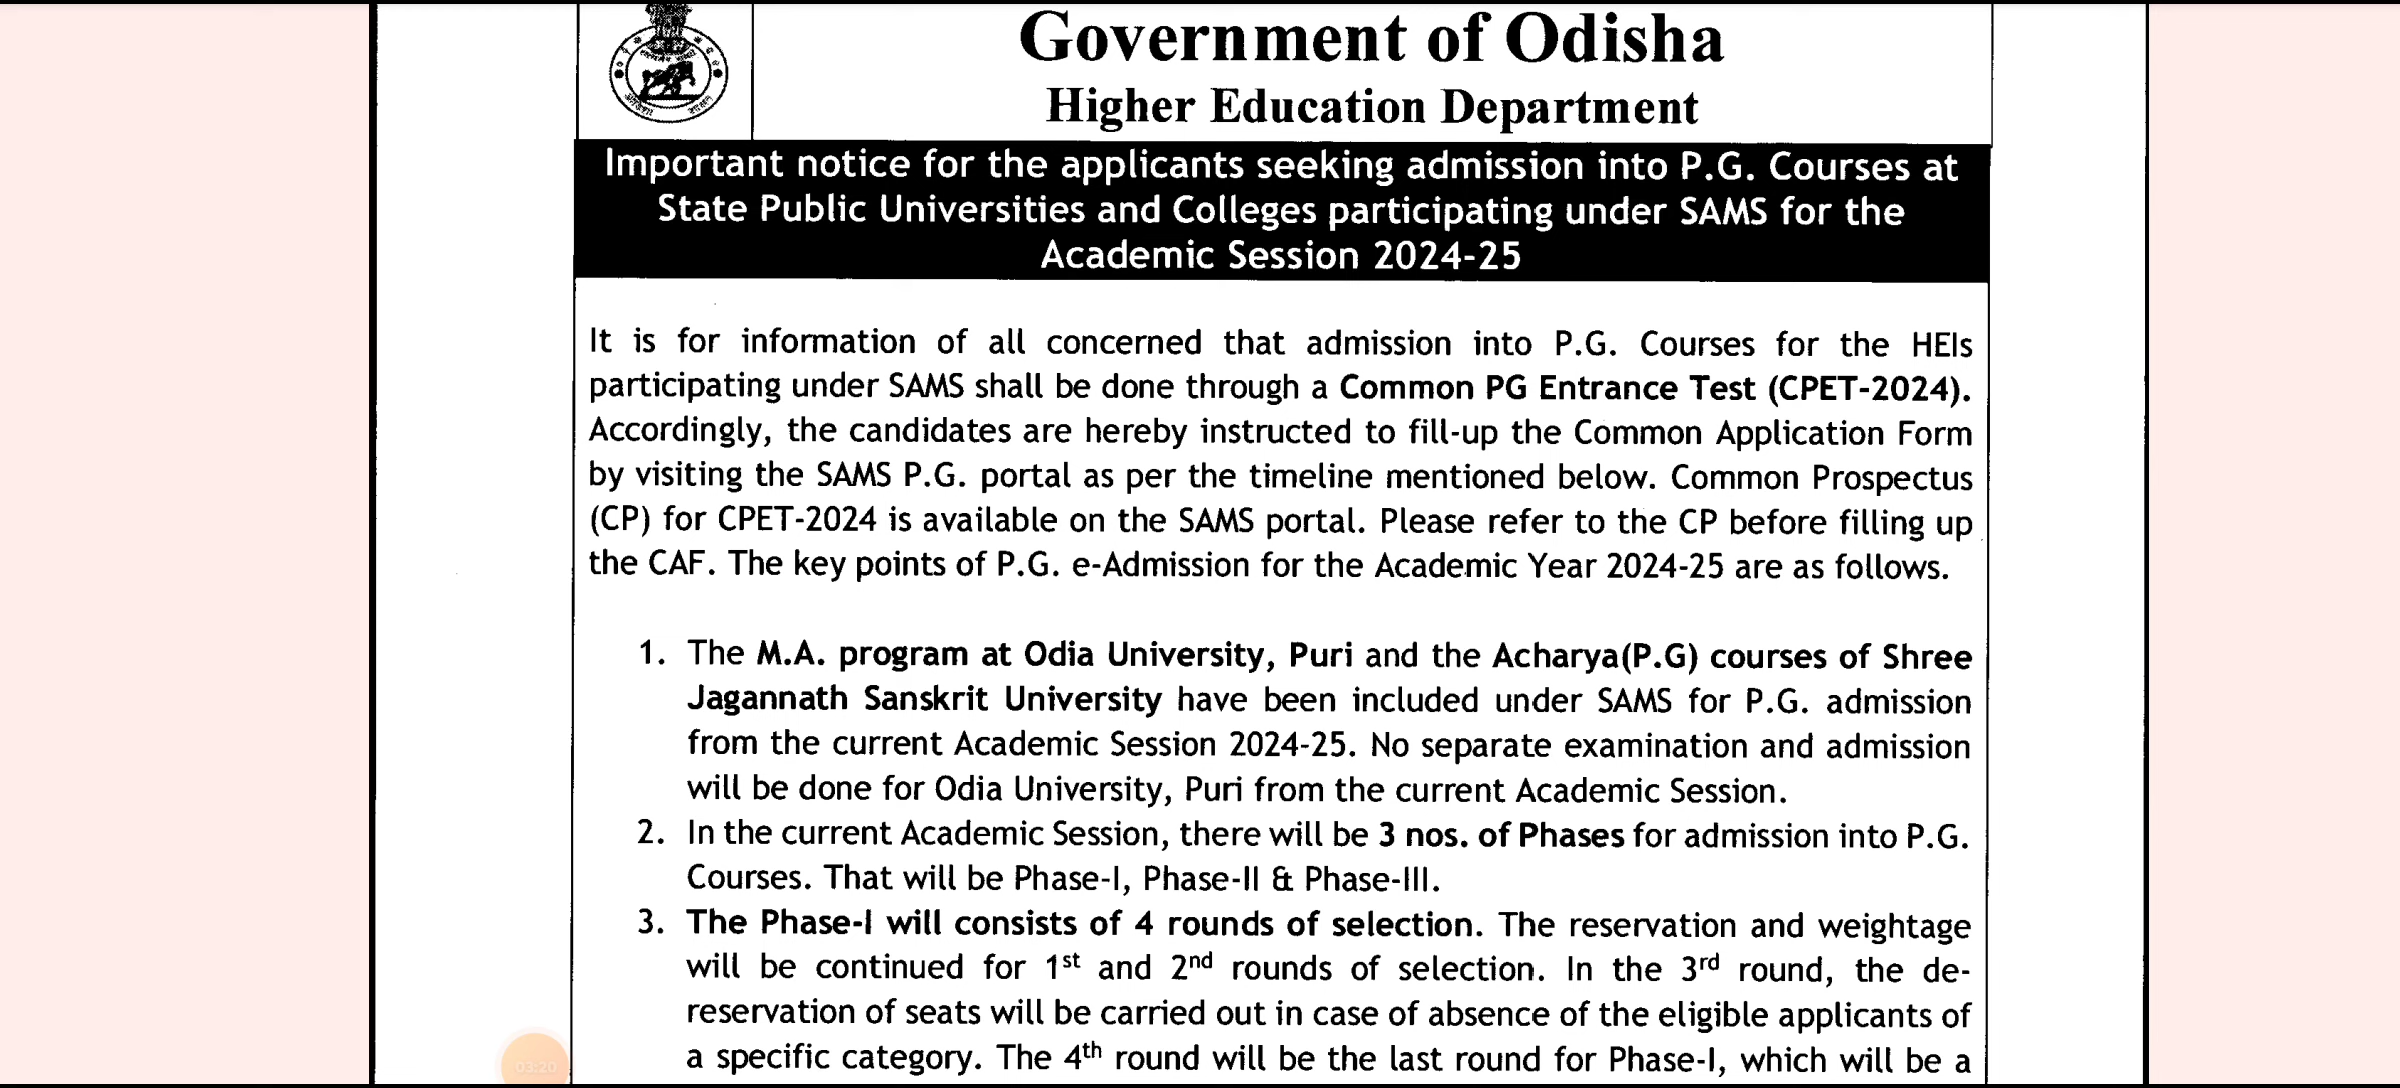 Government of Odisha
Higher Education Department
Important notice for the applicants seeking admission into P.G. Courses at
State Public Universities and Colleges participating under SAMS for the
Academic Session 2024-25
It is for information of all concerned that admission into P.G. Courses for the HEIs
participating under SAMS shall be done through a Common PG Entrance Test (CPET-2024).
Accordingly, the candidates are hereby instructed to fill-up the Common Application Form
by visiting the SAMS P.G. portal as per the timeline mentioned below. Common Prospectus
(CP) for CPET-2024 is available on the SAMS portal. Please refer to the CP before filling up
the CAF. The key points of P.G. e-Admission for the Academic Year 2024-25 are as follows.
1. The M.A. program at Odia University, Puri and the Acharya(P.G) courses of Shree
Jagannath Sanskrit University have been included under SAMS for P.G. admission
from the current Academic Session 2024-25. No separate examination and admission
will be done for Odia University, Puri from the current Academic Session.
2. In the current Academic Session, there will be 3 nos. of Phases for admission into P.G.
Courses. That will be Phase-I, Phase-II & Phase-III.
3. The Phase-I will consists of 4 rounds of selection. The reservation and weightage
will be continued for 1st and 2nd rounds of selection. In the 3rd round, the de-
reservation of seats will be carried out in case of absence of the eligible applicants of
a specific category. The 4th round will be the last round for Phase-I, which will be a
03:20